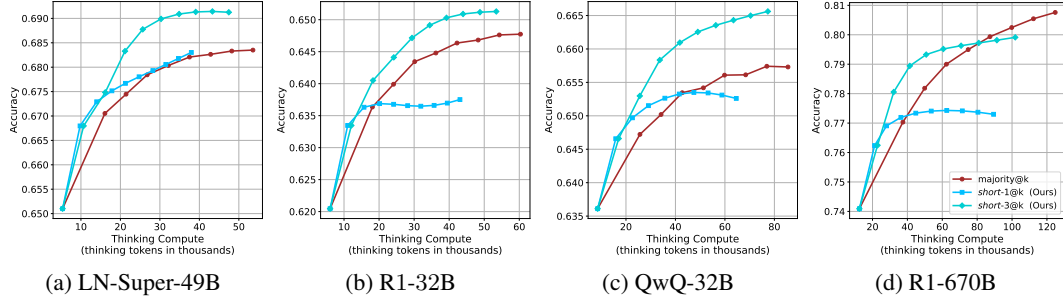 0.690
0.685
0.680
0.675
0.670
0.665
0.660
0.655
0.650
Accuracy
10 20 30 40 50
Thinking Compute
(thinking tokens in thousands)
(a) LN-Super-49B
0.650
0.645
0.640
0.635
0.630
0.625
0.620
Accuracy
10 20 30 40 50 60
Thinking Compute
(thinking tokens in thousands)
(b) R1-32B
0.665
0.660
0.655
0.650
0.645
0.640
0.635
Accuracy
20 40 60 80
Thinking Compute
(thinking tokens in thousands)
(c) QwQ-32B
0.81
0.80
0.79
0.78
0.77
0.76
0.75
0.74
Accuracy
majority@k
short-1@k (Ours)
short-3@k (Ours)
20 40 60 80 100 120
Thinking Compute
(thinking tokens in thousands)
(d) R1-670B